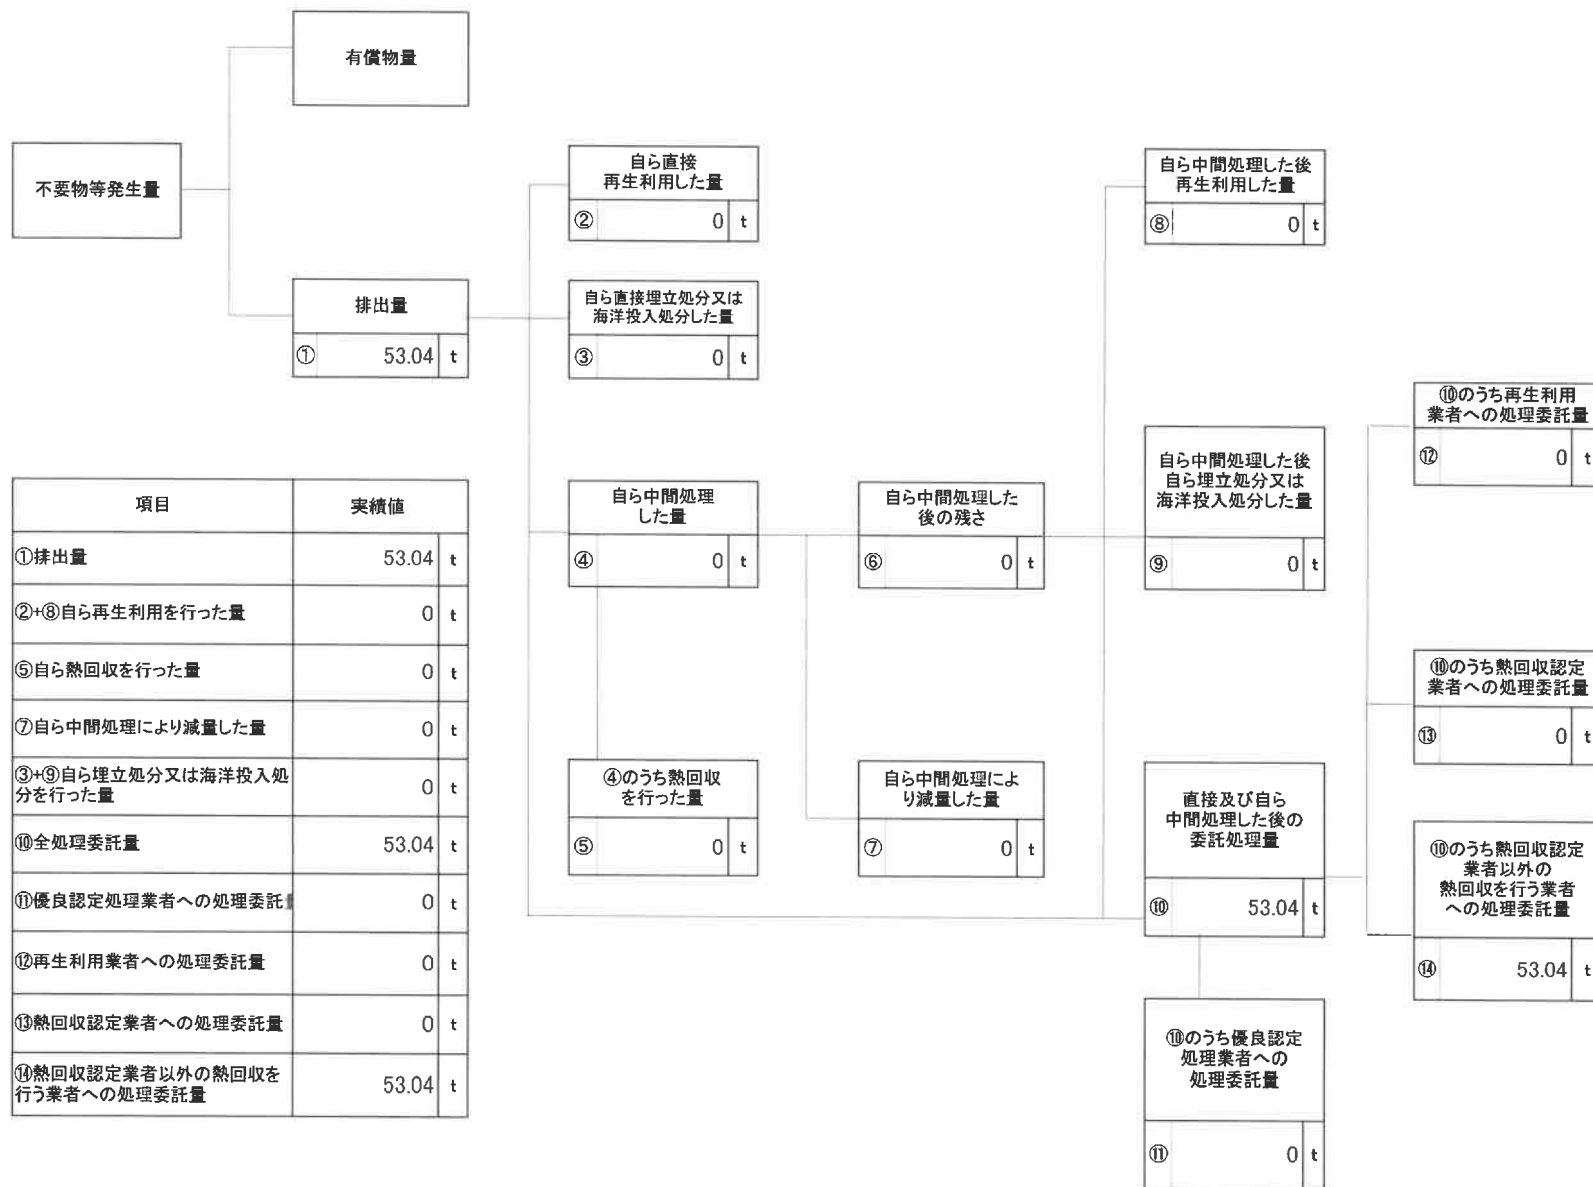 有償物量
不要物等発生量
排出量
① 53.04 t
自ら直接
再生利用した量
② 0 t
自ら直接埋立処分又は
海洋投入処分した量
③ 0 t
自ら中間処理
した量
④ 0 t
④のうち熱回収
を行った量
⑤ 0 t
自ら中間処理した
後の残さ
⑥ 0 t
自ら中間処理によ
り減量した量
⑦ 0 t
自ら中間処理した後
再生利用した量
⑧ 0 t
自ら中間処理した後
自ら埋立処分又は
海洋投入処分した量
⑨ 0 t
直接及び自ら
中間処理した後の
委託処理量
⑩ 53.04 t
⑩のうち優良認定
処理業者への
処理委託量
⑪ 0 t
⑩のうち再生利用
業者への処理委託量
⑫ 0 t
⑩のうち熱回収認定
業者への処理委託量
⑬ 0 t
⑩のうち熱回収認定
業者以外の
熱回収を行う業者
への処理委託量
⑭ 53.04 t
項目 実績値
①排出量 53.04 t
②+⑧自ら再生利用を行った量 0 t
⑤自ら熱回収を行った量 0 t
⑦自ら中間処理により減量した量 0 t
③+⑨自ら埋立処分又は海洋投入処
分を行った量 0 t
⑩全処理委託量 53.04 t
⑪優良認定処理業者への処理委託 0 t
⑫再生利用業者への処理委託量 0 t
⑬熱回収認定業者への処理委託量 0 t
⑭熱回収認定業者以外の熱回収を
行う業者への処理委託量 53.04 t